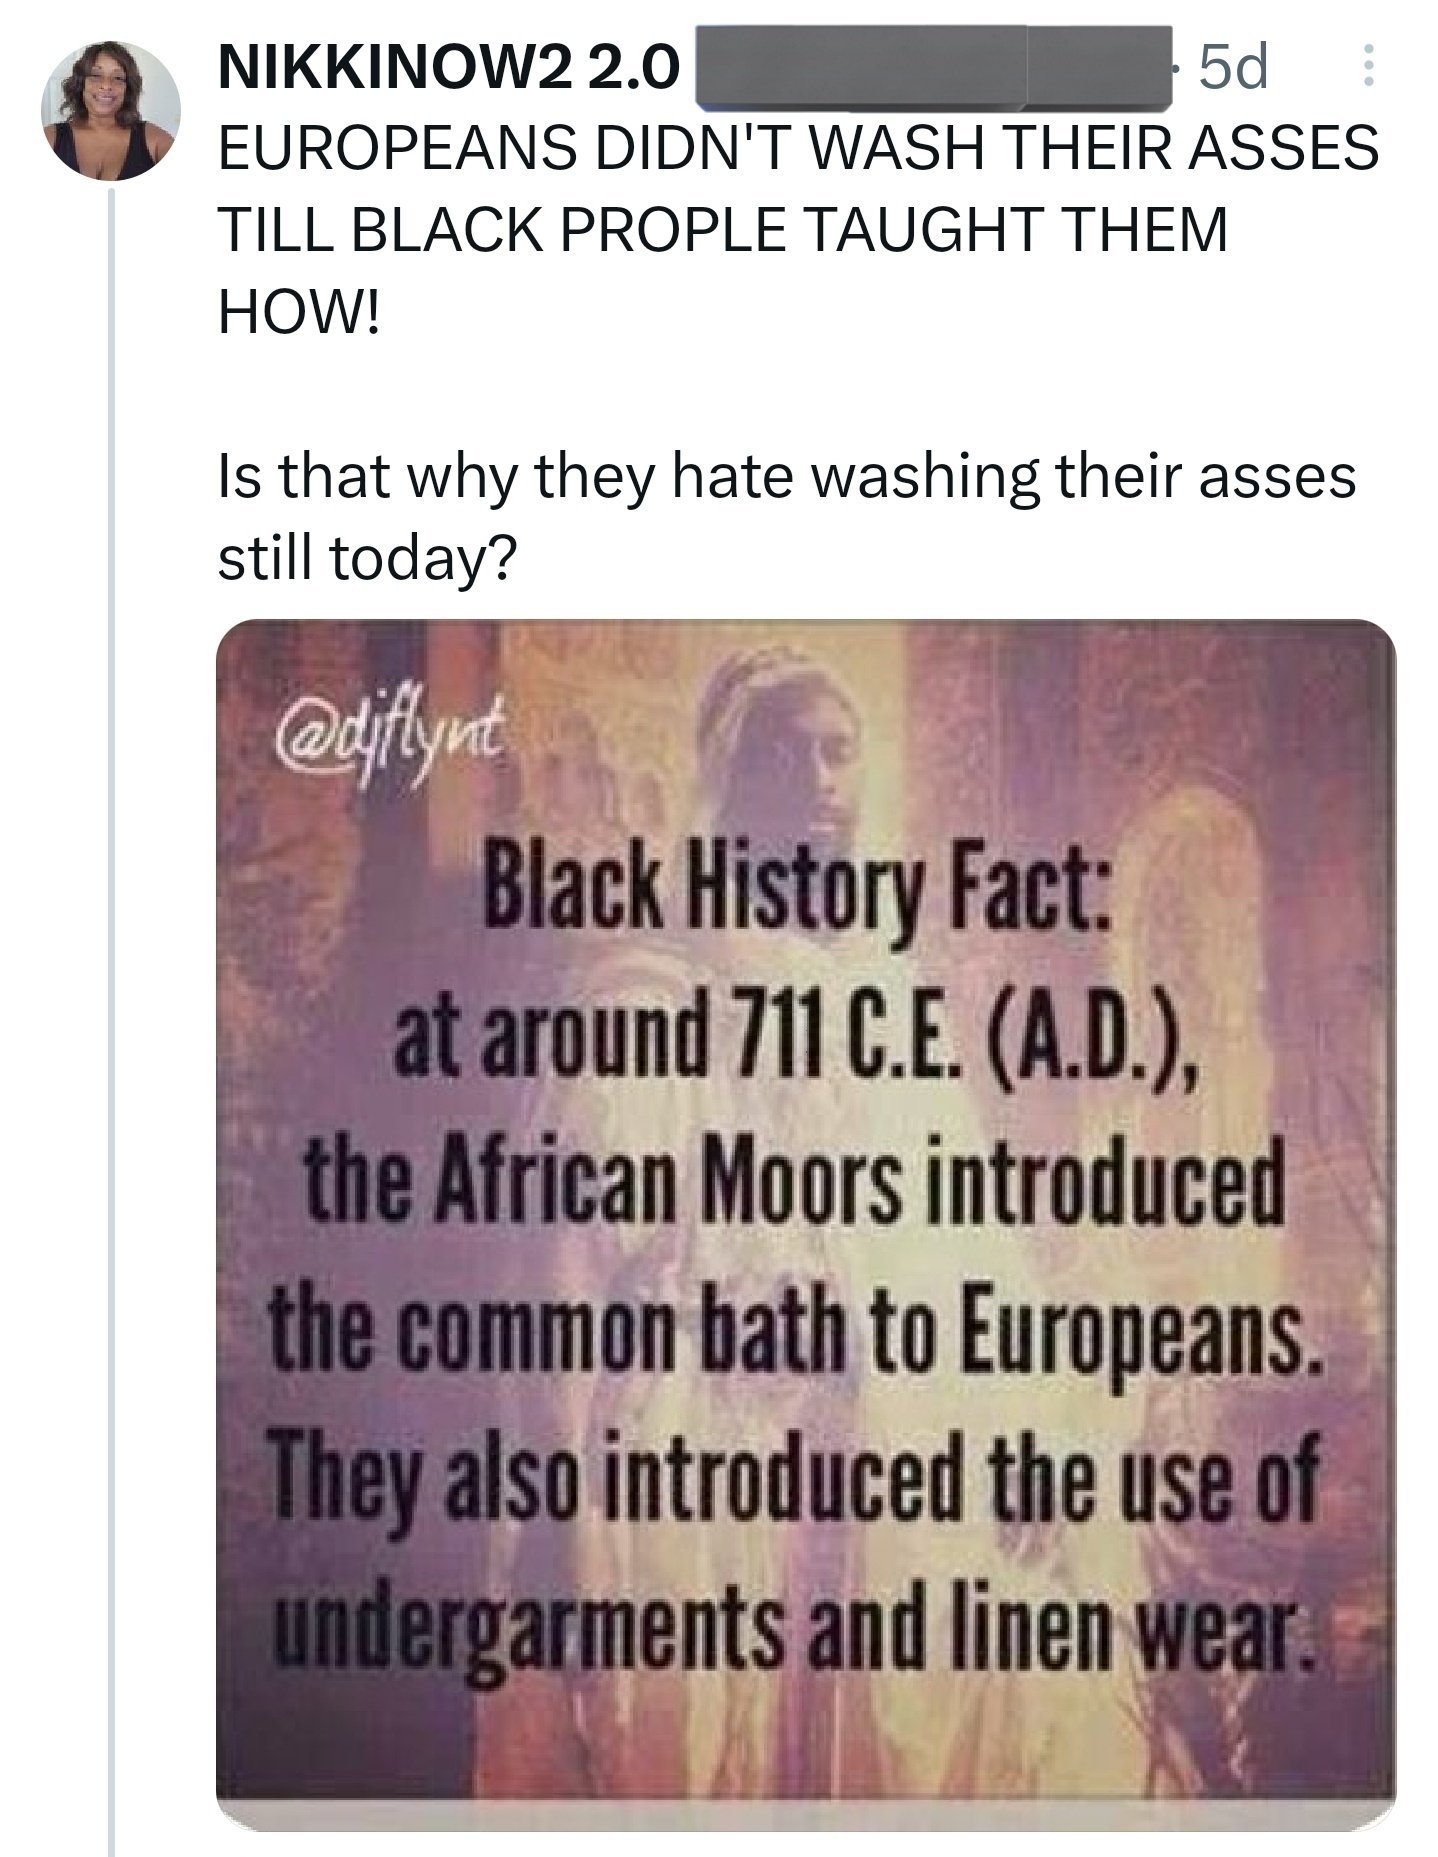 NIKKINOW2 2.0 · 5d
EUROPEANS DIDN'T WASH THEIR ASSES
TILL BLACK PROPLE TAUGHT THEM
HOW!
Is that why they hate washing their asses
still today?
@djflynt
Black History Fact:
at around 711 C.E. (A.D.),
the African Moors introduced
the common bath to Europeans.
They also introduced the use of
undergarments and linen wear.